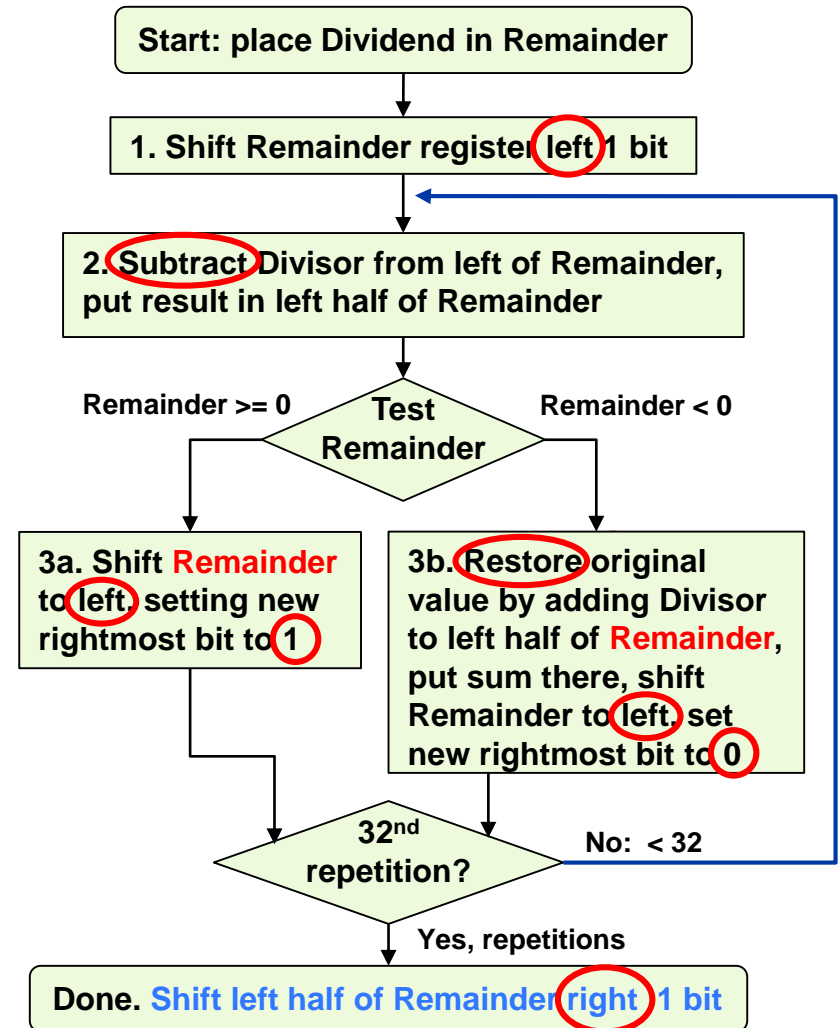 Start: place Dividend in Remainder
1. Shift Remainder register left 1 bit
2. Subtract Divisor from left of Remainder,
put result in left half of Remainder
Remainder >= 0
Test
Remainder
Remainder < 0
3a. Shift Remainder
to left, setting new
rightmost bit to 1
3b. Restore original
value by adding Divisor
to left half of Remainder,
put sum there, shift
Remainder to left, set
new rightmost bit to 0
32nd
repetition?
No: < 32
Yes, repetitions
Done. Shift left half of Remainder right 1 bit